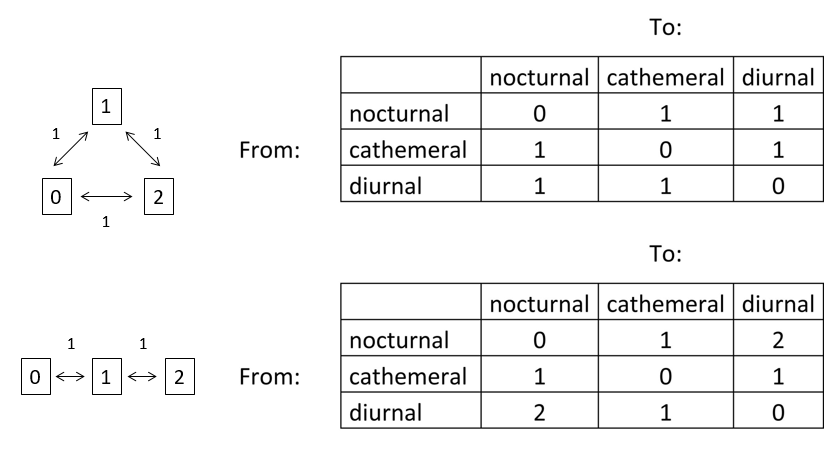 To:
nocturnal cathemeral diurnal
nocturnal 0 1 1
From: cathemeral 1 0 1
diurnal 1 1 0
1
1 1
0 2
1
To:
nocturnal cathemeral diurnal
nocturnal 0 1 2
From: cathemeral 1 0 1
diurnal 2 1 0
1 1
0 1 2